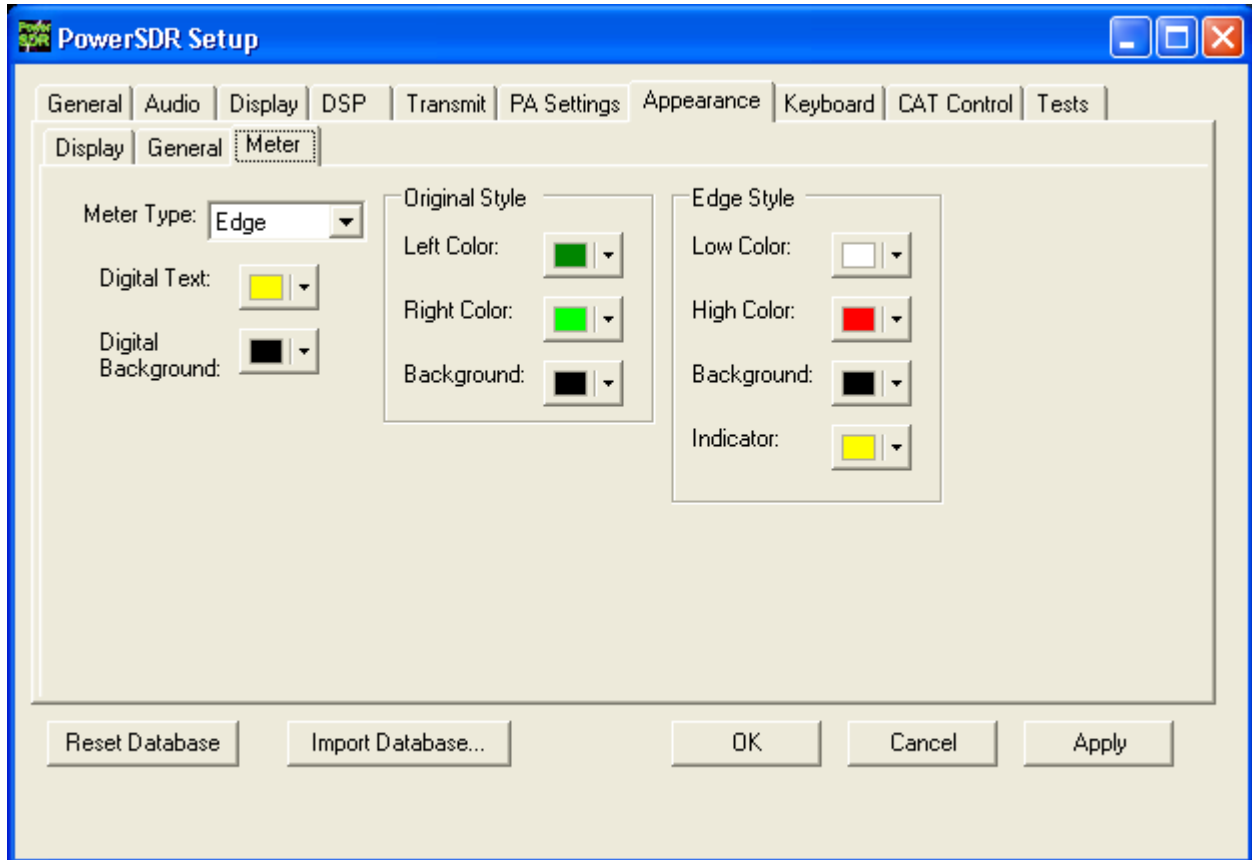 Power SDR PowerSDR Setup
General Audio Display DSP Transmit PA Settings Appearance Keyboard CAT Control Tests
Display General Meter
Meter Type: Edge
Digital Text:
Digital
Background:
Original Style
Left Color:
Right Color:
Background:
Edge Style
Low Color:
High Color:
Background:
Indicator:
Reset Database Import Database... OK Cancel Apply